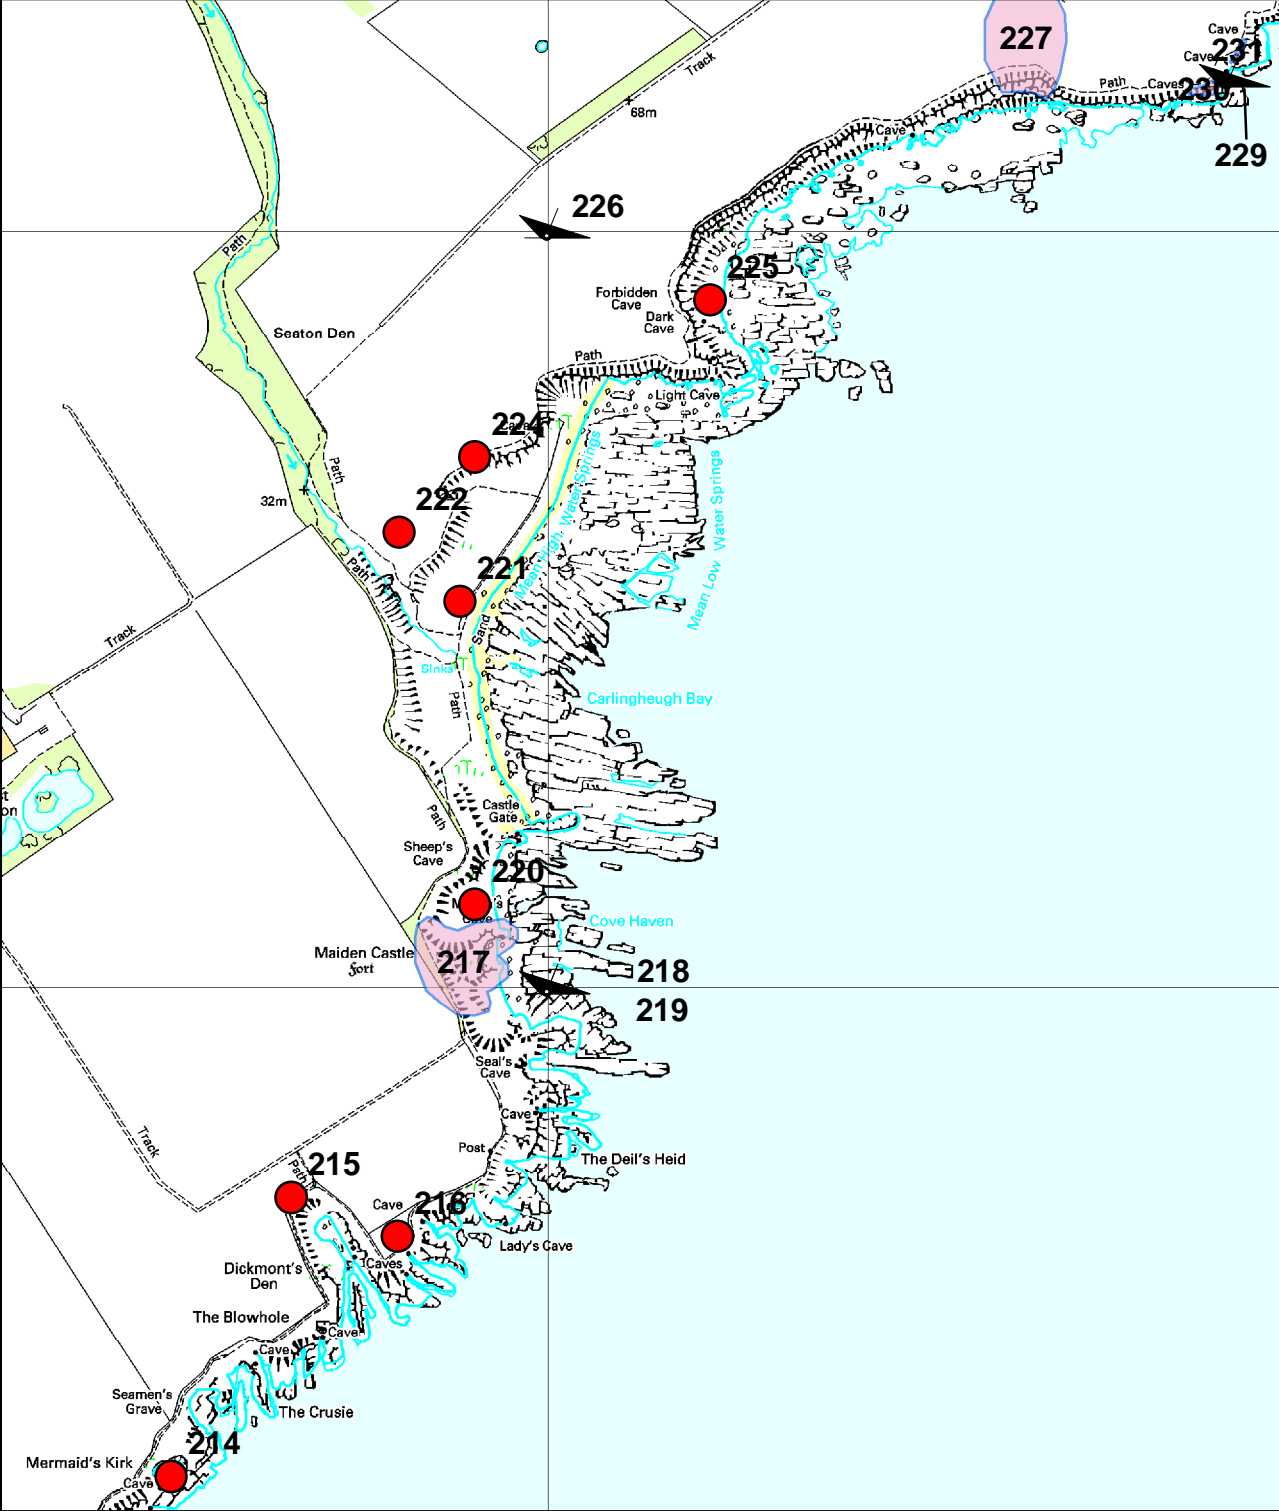 227
Cave
231
Cave
Track
Path
Caves
230
68m
Cave
229
226
Path
225
Forbidden
Cave
Dark
Cave
Seaton Den
Path
Light Cave
224
Cave
Path
222
32m
Mean High Water Springs
Mean Low Water Springs
Path
221
Track
Sand
Sinks
Path
Carlingheugh Bay
Castle
Gate
Path
Sheep's
Cave
220
Cave
Cove Haven
Maiden Castle
fort
217
218
219
Seal's
Cave
Cave
Track
Post
The Deil's Heid
215
Path
Cave
216
Lady's Cave
Caves
Dickmont's
Den
The Blowhole
Cave
Cave
Seamen's
Grave
The Crusie
214
Mermaid's Kirk
Cave